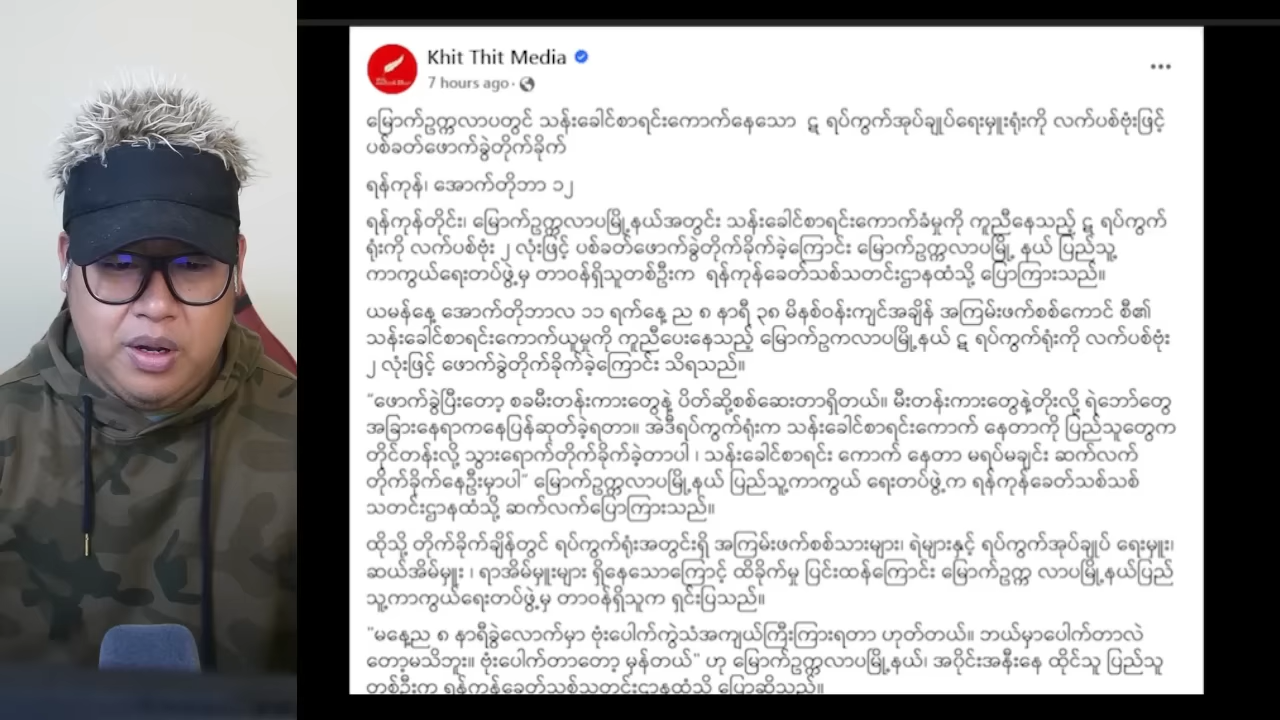 Khit Thit Media
7 hours ago ·
မြောက်ဥက္ကလာပတွင် သန်းခေါင်စာရင်းကောက်နေသော ဋ္ဌ ရပ်ကွက်အုပ်ချုပ်ရေးမှူးရုံးကို လက်ပစ်ဗုံးဖြင့်
ပစ်ခတ်ဖောက်ခွဲတိုက်ခိုက်
ရန်ကုန်၊ အောက်တိုဘာ ၁၂
ရန်ကုန်တိုင်း၊ မြောက်ဥက္ကလာပမြို့နယ်အတွင်း သန်းခေါင်စာရင်းကောက်ခံမှုကို ကူညီနေသည့် ဋ္ဌ ရပ်ကွက်
ရုံးကို လက်ပစ်ဗုံး ၂ လုံးဖြင့် ပစ်ခတ်ဖောက်ခွဲတိုက်ခိုက်ခဲ့ကြောင်း မြောက်ဥက္ကလာပမြို့ နယ် ပြည်သူ့
ကာကွယ်ရေးတပ်ဖွဲ့မှ တာဝန်ရှိသူတစ်ဦးက ရန်ကုန်ခေတ်သစ်သတင်းဌာနထံသို့ ပြောကြားသည်။
ယမန်နေ့ အောက်တိုဘာလ ၁၁ ရက်နေ့ ည ၈ နာရီ ၃၈ မိနစ်ဝန်းကျင်အချိန် အကြမ်းဖက်စစ်ကောင် စီ၏
သန်းခေါင်စာရင်းကောက်ယူမှုကို ကူညီပေးနေသည့် မြောက်ဥကလာပမြို့နယ် ဋ္ဌ ရပ်ကွက်ရုံးကို လက်ပစ်ဗုံး
၂ လုံးဖြင့် ဖောက်ခွဲတိုက်ခိုက်ခဲ့ကြောင်း သိရသည်။
"ဖောက်ခွဲပြီးတော့ စခမီးတန်းကားတွေနဲ့ ပိတ်ဆို့စစ်ဆေးတာရှိတယ်။ မီးတန်းကားတွေနဲ့တိုးလို့ ရဲဘော်တွေ
အခြားနေရာကနေပြန်ဆုတ်ခဲ့ရတာ။ အဲဒီရပ်ကွက်ရုံးက သန်းခေါင်စာရင်းကောက် နေတာကို ပြည်သူတွေက
တိုင်တန်းလို့ သွားရောက်တိုက်ခိုက်ခဲ့တာပါ ၊ သန်းခေါင်စာရင်း ကောက် နေတာ မရပ်မချင်း ဆက်လက်
တိုက်ခိုက်နေဦးမှာပါ" မြောက်ဥက္ကလာပမြို့နယ် ပြည်သူ့ကာကွယ် ရေးတပ်ဖွဲ့က ရန်ကုန်ခေတ်သစ်သစ်
သတင်းဌာနထံသို့ ဆက်လက်ပြောကြားသည်။
ထိုသို့ တိုက်ခိုက်ချိန်တွင် ရပ်ကွက်ရုံးအတွင်းရှိ အကြမ်းဖက်စစ်သားများ၊ ရဲများနှင့် ရပ်ကွက်အုပ်ချုပ် ရေးမှူး၊
ဆယ်အိမ်မှူး ၊ ရာအိမ်မှူးများ ရှိနေသောကြောင့် ထိခိုက်မှု ပြင်းထန်ကြောင်း မြောက်ဥက္က လာပမြို့နယ်ပြည်
သူ့ကာကွယ်ရေးတပ်ဖွဲ့မှ တာဝန်ရှိသူက ရှင်းပြသည်။
"မနေ့ည ၈ နာရီခွဲလောက်မှာ ဗုံးပေါက်ကွဲသံအကျယ်ကြီးကြားရတာ ဟုတ်တယ်။ ဘယ်မှာပေါက်တာလဲ
တော့မသိဘူး။ ဗုံးပေါက်တာတော့ မှန်တယ်" ဟု မြောက်ဥက္ကလာပမြို့နယ်၊ အဝိုင်းအနီးနေ ထိုင်သူ ပြည်သူ
တစ်ဦးက ရန်ကုန်ခေတ်သစ်သတင်းဌာနထံသို့ ပြောဆိုသည်။